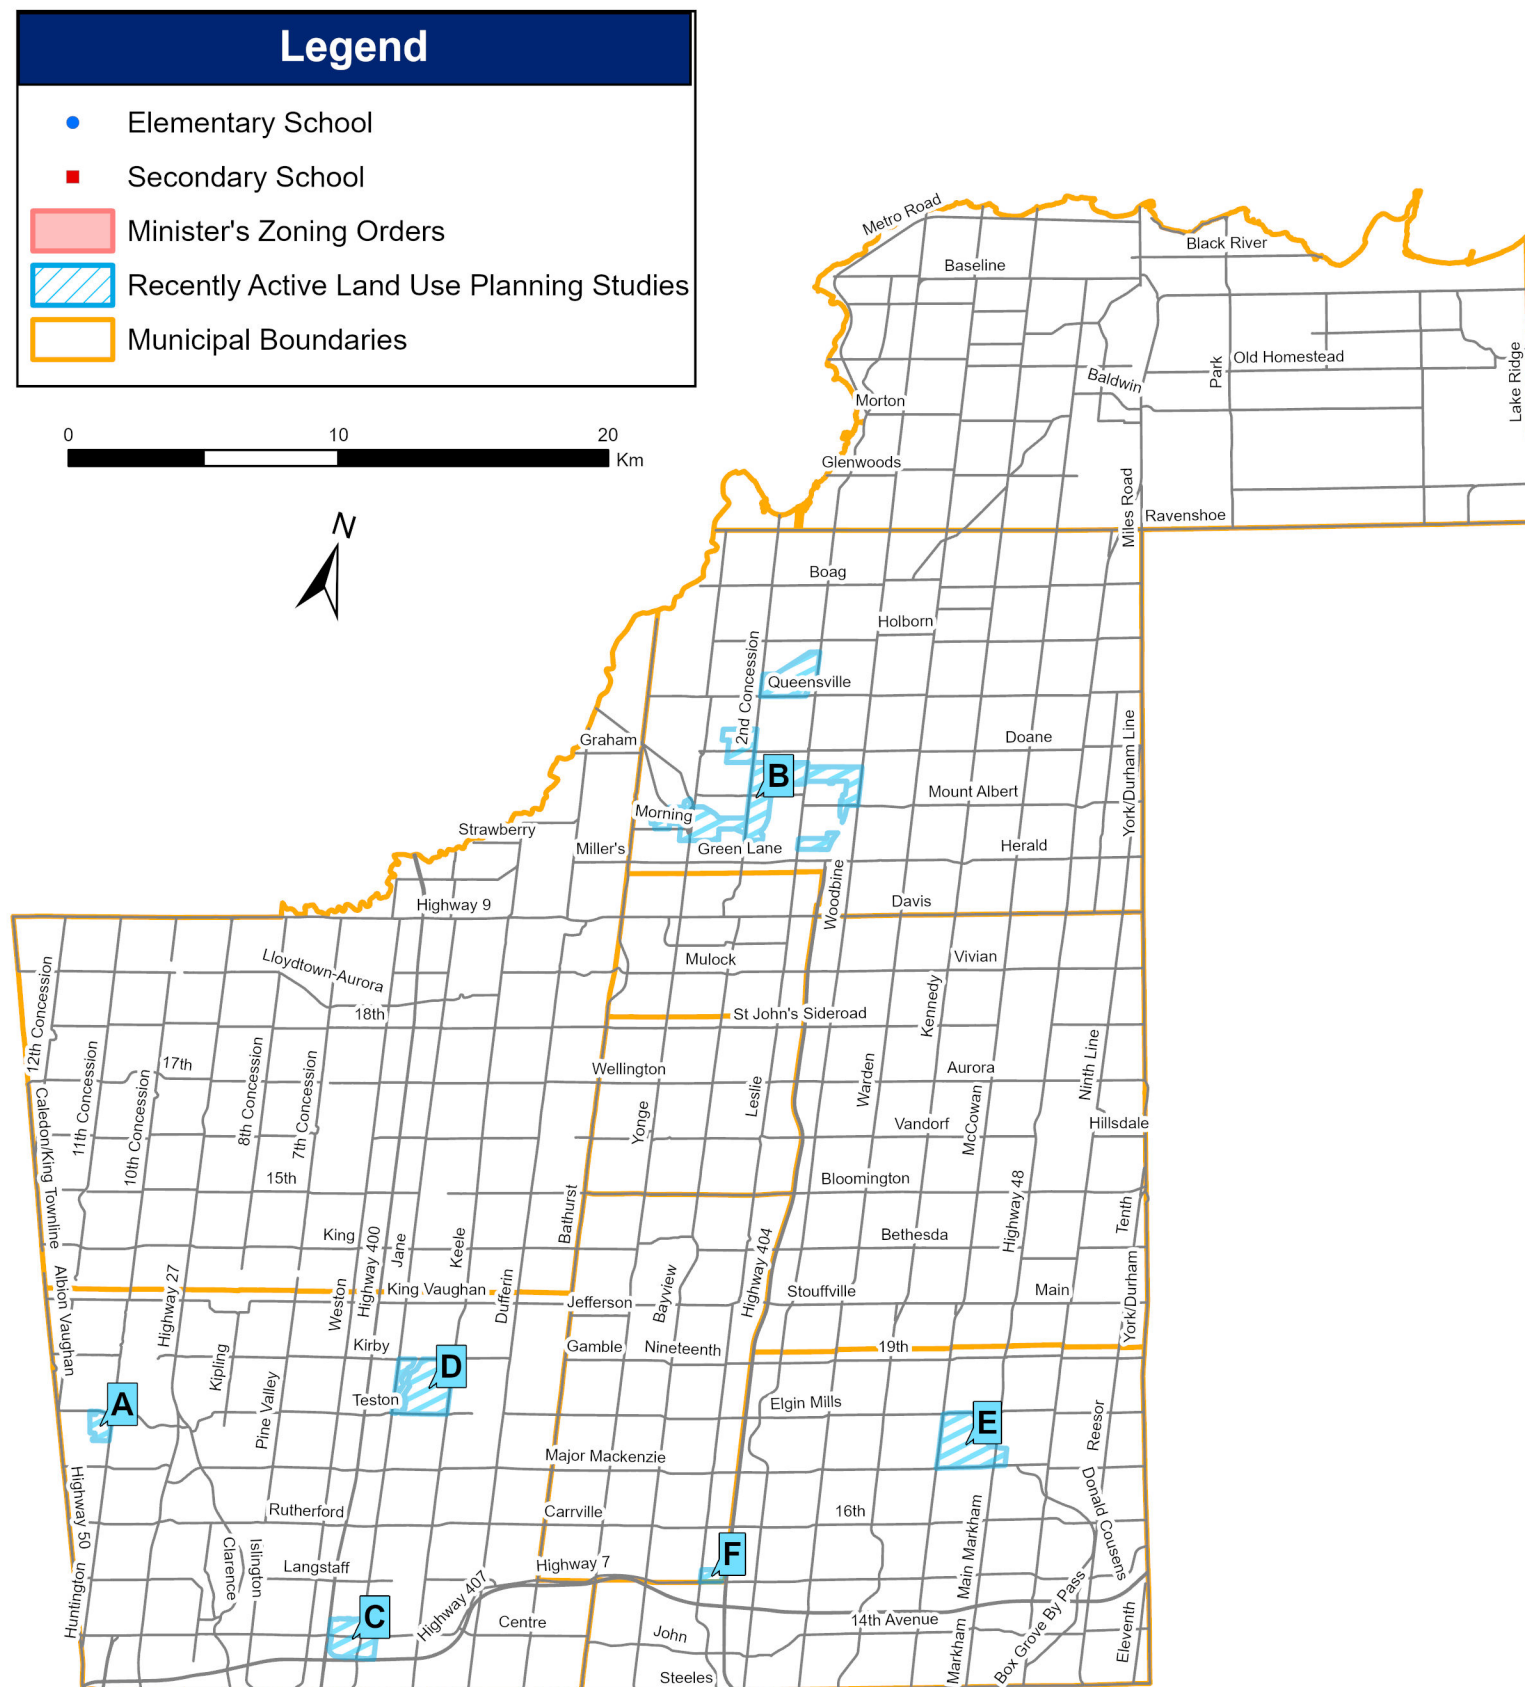 Legend
Elementary School
Secondary School
Minister's Zoning Orders
Recently Active Land Use Planning Studies
Municipal Boundaries
0 10 20
Km
N
Metro Road
Black River
Baseline
Old Homestead
Park
Lake Ridge
Baldwin
Morton
Glenwoods
Miles Road
Ravenshoe
Boag
Holborn
2nd Concession
Queensville
Graham
Doane
York/Durham Line
B
Mount Albert
Morning
Strawberry
Miller's
Green Lane
Herald
Woodbine
Highway 9
Davis
Lloydtown-Aurora
Mulock
Vivian
12th Concession
18th
St John's Sideroad
Kennedy
17th
Wellington
Aurora
Ninth Line
11th Concession
10th Concession
8th Concession
7th Concession
Leslie
Warden
Yonge
Vandorf
McCowan
Hillsdale
Caledon/King Townline
15th
Bloomington
Bathurst
Highway 48
Tenth
King
Highway 400
Jane
Keele
Highway 404
Bethesda
Albion Vaughan
Highway 27
Weston
King Vaughan
Dufferin
Jefferson
Bayview
Stouffville
Main
York/Durham
Kirby
Gamble
Nineteenth
19th
D
Kipling
Pine Valley
Teston
A
Elgin Mills
E
Reesor
Major Mackenzie
Highway 50
Rutherford
Carrville
16th
Main Markham
Donald Cousens
F
Clarence
Islington
Langstaff
Highway 7
Huntington
C
Highway 407
Centre
John
14th Avenue
Box Grove By Pass
Markham
Eleventh
Steeles